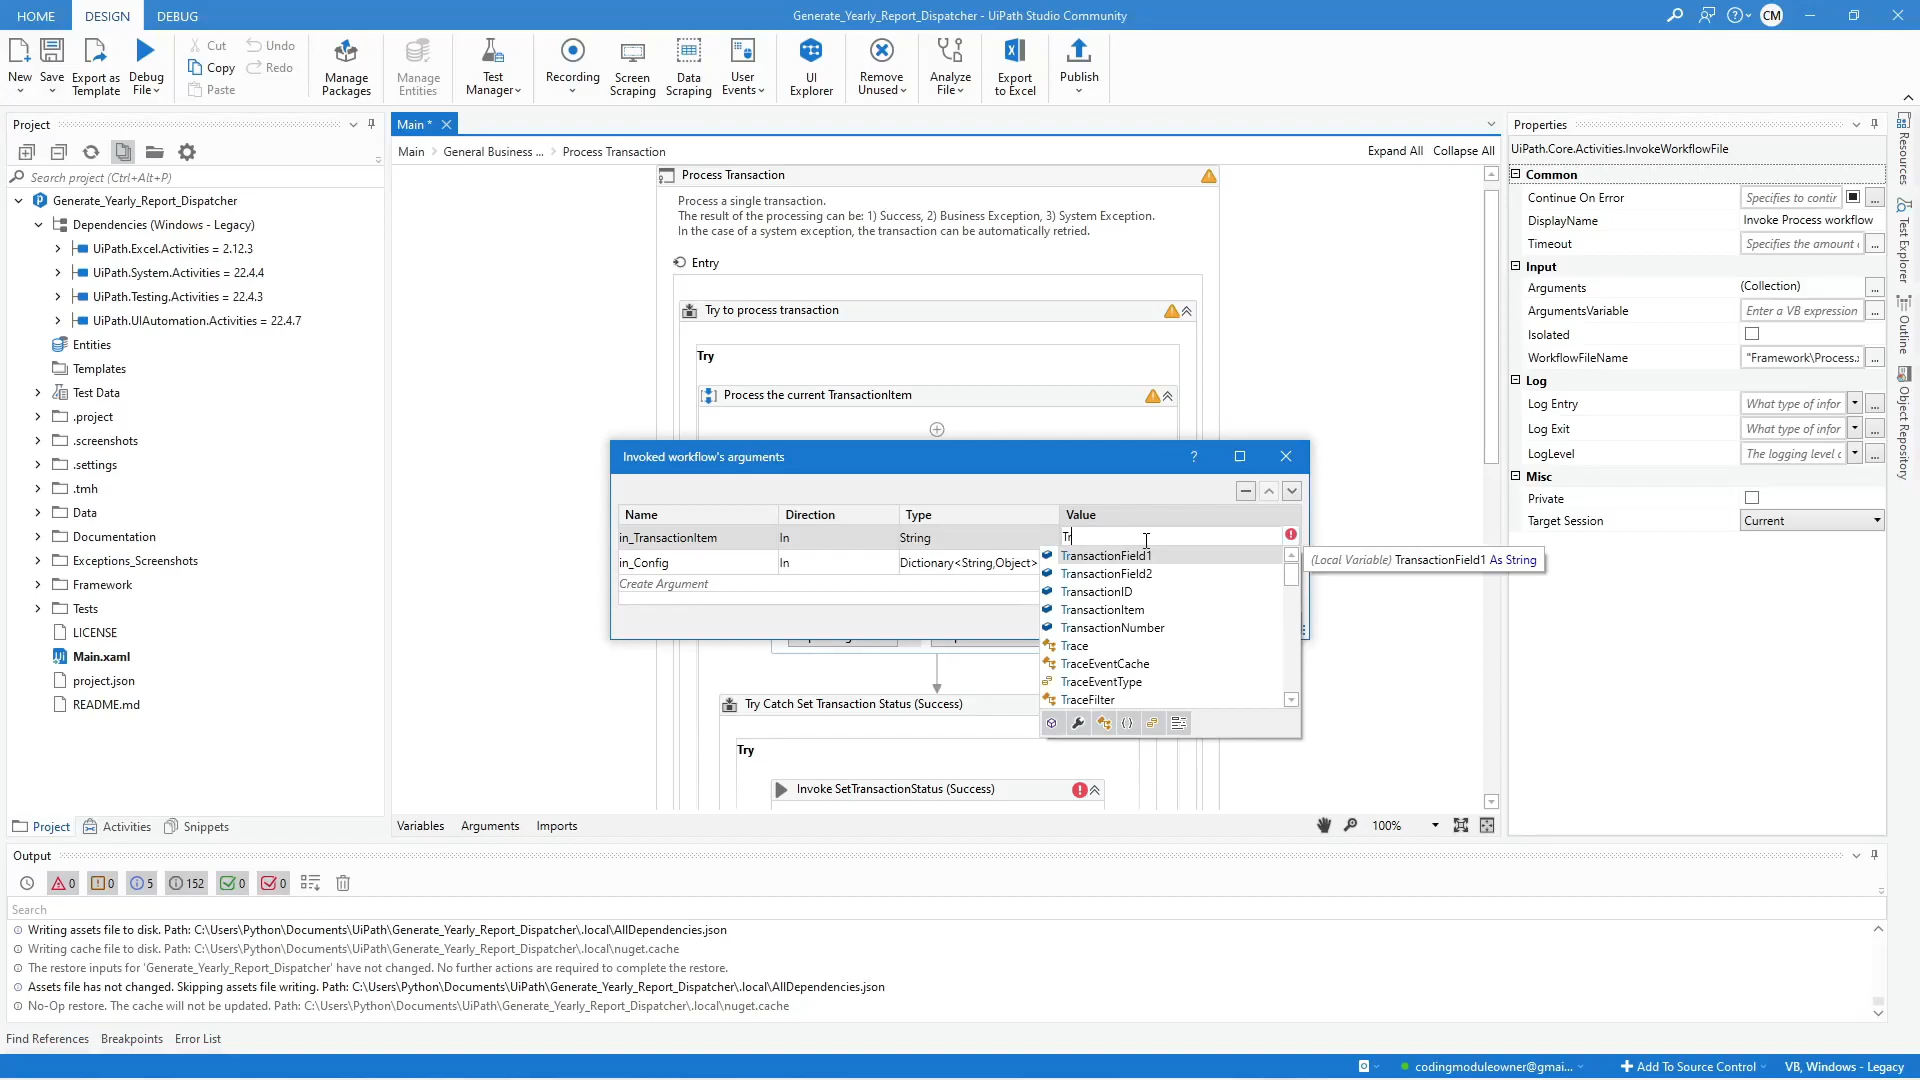 HOME DESIGN DEBUG Generate_Yearly_Report_Dispatcher - UiPath Studio Community CM
New Save Export as Template Debug File Cut Copy Paste Undo Redo Manage Packages Manage Entities Test Manager Recording Screen Scraping Data Scraping User Events UI Explorer Remove Unused Analyze File Export to Excel Publish
Project
Search project (Ctrl+Alt+P)
Generate_Yearly_Report_Dispatcher
Dependencies (Windows - Legacy)
UiPath.Excel.Activities = 2.12.3
UiPath.System.Activities = 22.4.4
UiPath.Testing.Activities = 22.4.3
UiPath.UIAutomation.Activities = 22.4.7
Entities
Templates
Test Data
.project
.screenshots
.settings
.tmh
Data
Documentation
Exceptions_Screenshots
Framework
Tests
LICENSE
Main.xaml
project.json
README.md
Project Activities Snippets
Main *
Main General Business ... Process Transaction Expand All Collapse All
Process Transaction
Process a single transaction.
The result of the processing can be: 1) Success, 2) Business Exception, 3) System Exception.
In the case of a system exception, the transaction can be automatically retried.
Entry
Try to process transaction
Try
Process the current TransactionItem
Invoked workflow's arguments ?
Name Direction Type Value
in_TransactionItem In String Tr
in_Config In Dictionary<String,Object>
Create Argument
TransactionField1
TransactionField2
TransactionID
TransactionItem
TransactionNumber
Trace
TraceEventCache
TraceEventType
TraceFilter
(Local Variable) TransactionField1 As String
Try Catch Set Transaction Status (Success)
Try
Invoke SetTransactionStatus (Success)
Variables Arguments Imports 100%
Properties
UiPath.Core.Activities.InvokeWorkflowFile
Common
Continue On Error Specifies to contir ...
DisplayName Invoke Process workflow
Timeout Specifies the amount ...
Input
Arguments (Collection) ...
ArgumentsVariable Enter a VB expression ...
Isolated
WorkflowFileName "Framework\Process.x ...
Log
Log Entry What type of infor ...
Log Exit What type of infor ...
LogLevel The logging level c ...
Misc
Private
Target Session Current
Resources
Test Explorer
Outline
Object Repository
Output
0 0 5 152 0 0
Search
Writing assets file to disk. Path: C:\Users\Python\Documents\UiPath\Generate_Yearly_Report_Dispatcher\.local\AllDependencies.json
Writing cache file to disk. Path: C:\Users\Python\Documents\UiPath\Generate_Yearly_Report_Dispatcher\.local\nuget.cache
The restore inputs for 'Generate_Yearly_Report_Dispatcher' have not changed. No further actions are required to complete the restore.
Assets file has not changed. Skipping assets file writing. Path: C:\Users\Python\Documents\UiPath\Generate_Yearly_Report_Dispatcher\.local\AllDependencies.json
No-Op restore. The cache will not be updated. Path: C:\Users\Python\Documents\UiPath\Generate_Yearly_Report_Dispatcher\.local\nuget.cache
Find References Breakpoints Error List
codingmoduleowner@gmai... Add To Source Control VB, Windows - Legacy